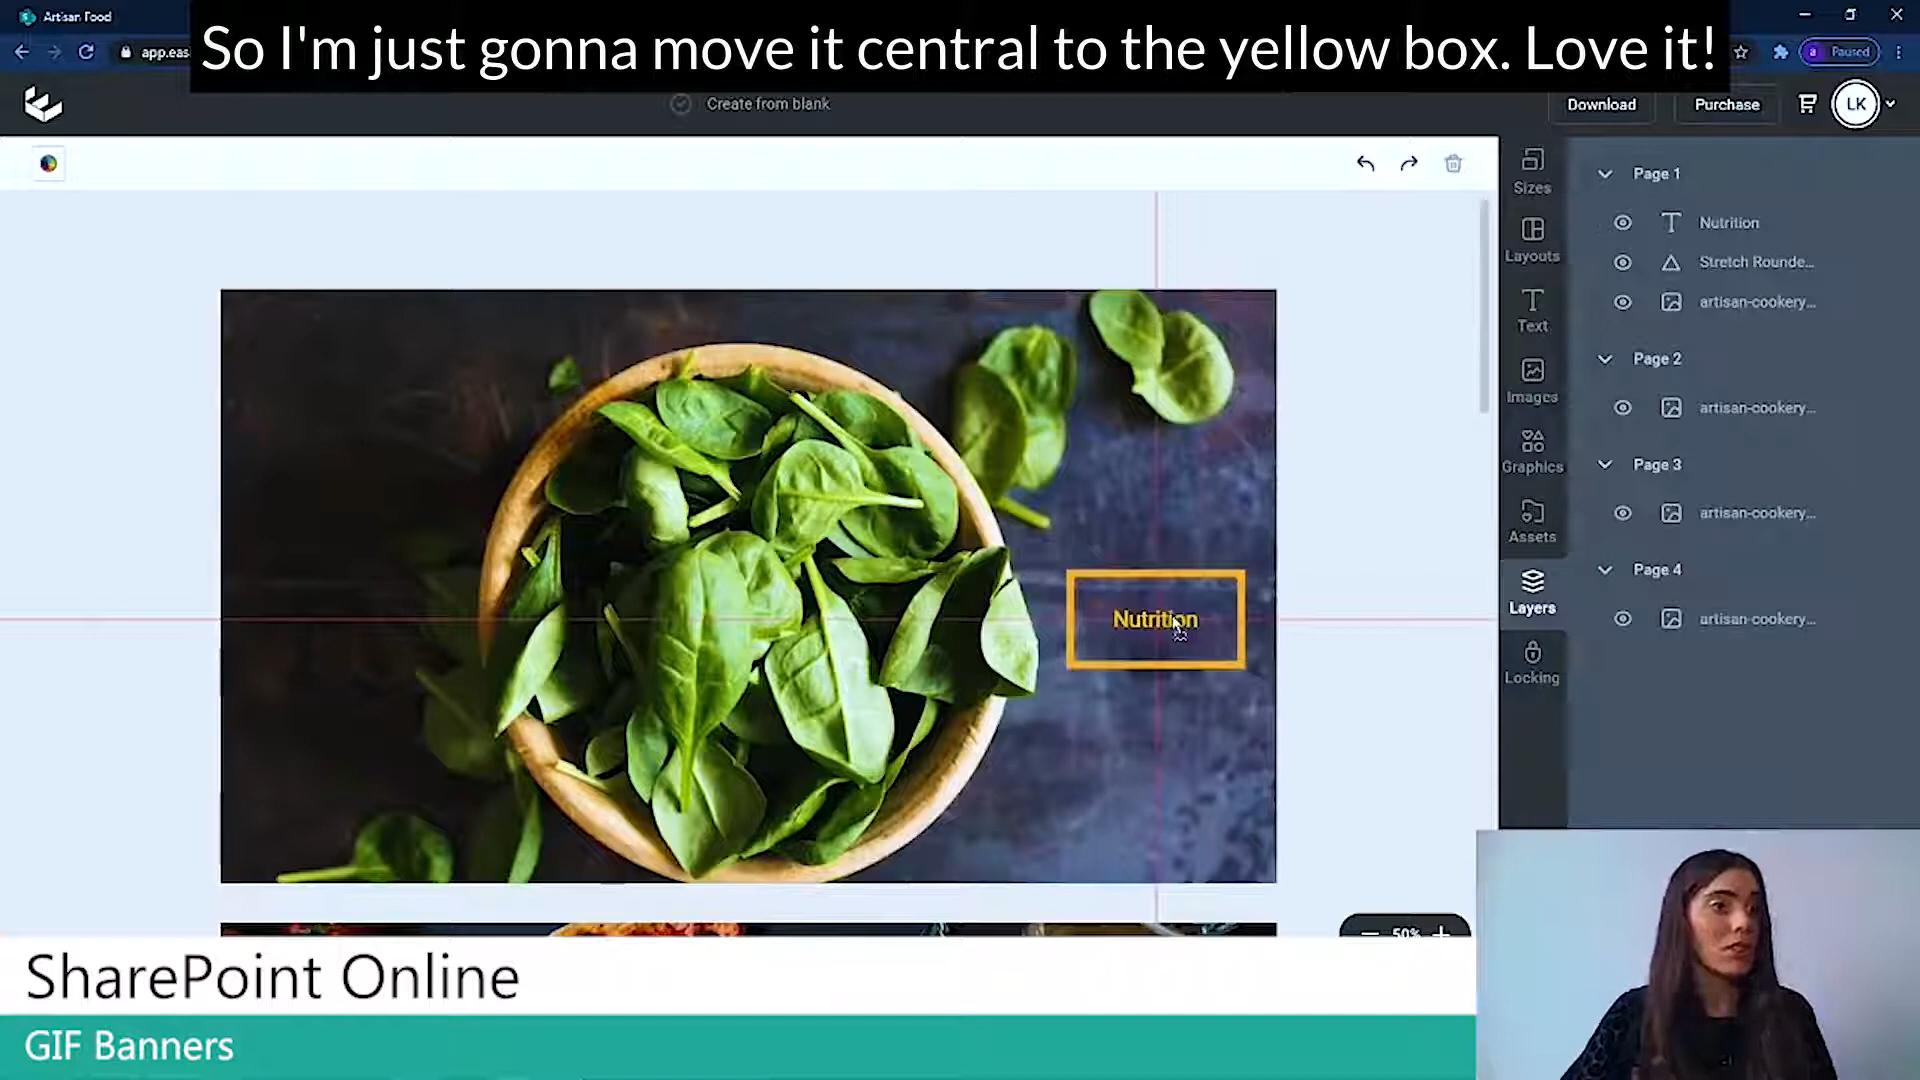 Artisan Food
So I'm just gonna move it central to the yellow box. Love it!
app.eas
a Paused
Create from blank
Download
Purchase
LK
Sizes
Layouts
Text
Images
Graphics
Assets
Layers
Locking
Page 1
Nutrition
Stretch Rounde...
artisan-cookery...
Page 2
artisan-cookery...
Page 3
artisan-cookery...
Page 4
artisan-cookery...
Nutrition
50%
SharePoint Online
GIF Banners